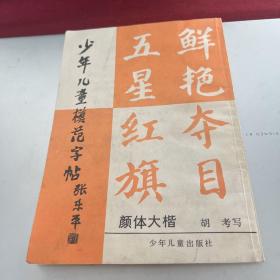 少年儿童模范字帖
张乐平
鲜艳夺目
五星红旗
颜体大楷
胡考写
少年儿童出版社